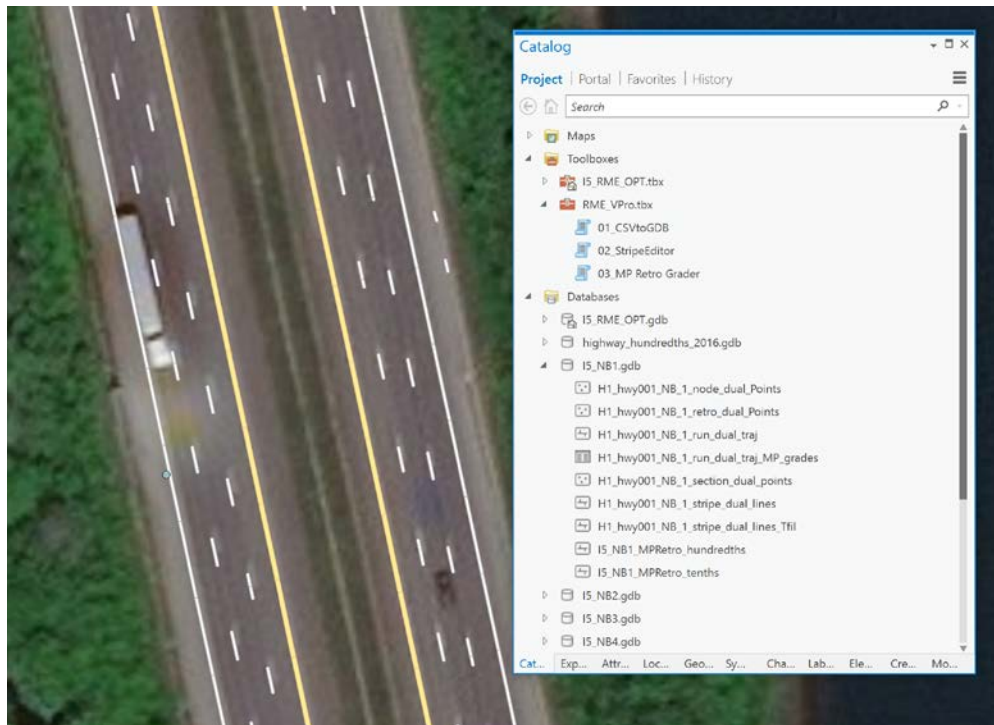 Catalog
Project | Portal | Favorites | History
Search
Maps
Toolboxes
I5_RME_OPT.tbx
RME_VPro.tbx
01_CSVtoGDB
02_StripeEditor
03_MP Retro Grader
Databases
I5_RME_OPT.gdb
highway_hundredths_2016.gdb
I5_NB1.gdb
H1_hwy001_NB_1_node_dual_Points
H1_hwy001_NB_1_retro_dual_Points
H1_hwy001_NB_1_run_dual_traj
H1_hwy001_NB_1_run_dual_traj_MP_grades
H1_hwy001_NB_1_section_dual_points
H1_hwy001_NB_1_stripe_dual_lines
H1_hwy001_NB_1_stripe_dual_lines_Tfil
I5_NB1_MPRetro_hundredths
I5_NB1_MPRetro_tenths
I5_NB2.gdb
I5_NB3.gdb
I5_NB4.gdb
Cat... Exp... Attr... Loc... Geo... Sy... Cha... Lab... Ele... Cre... Mo...